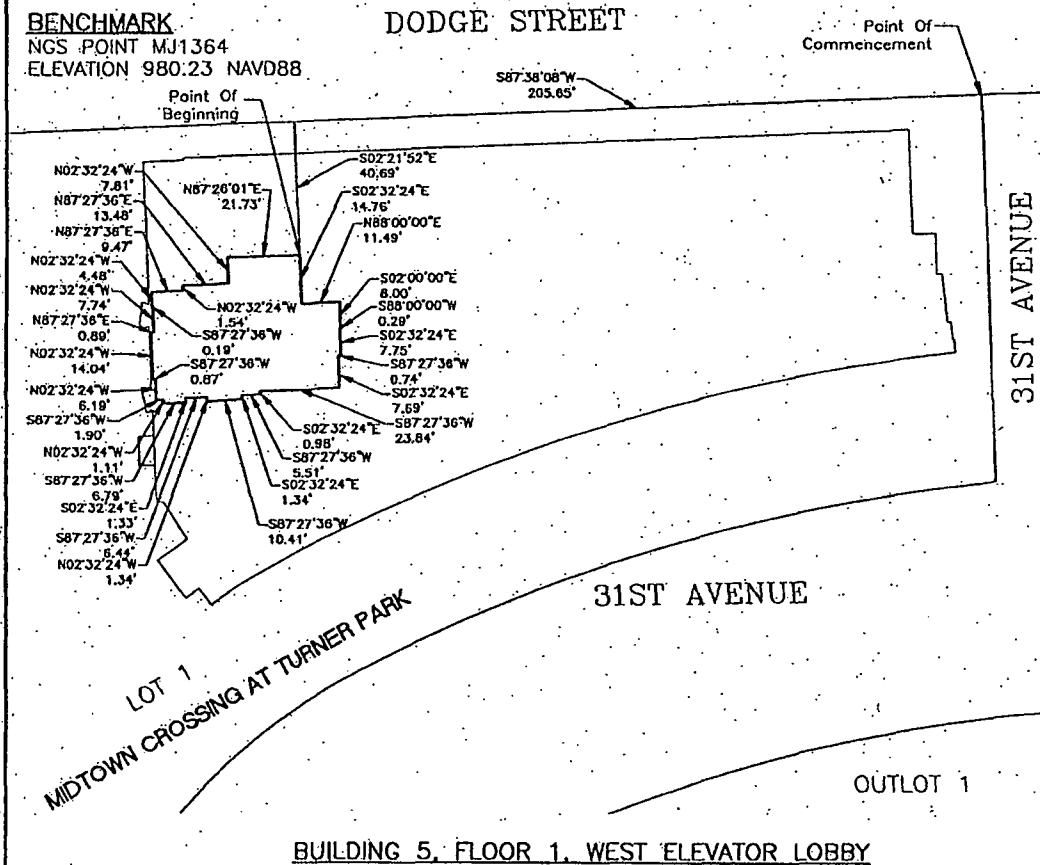 BENCHMARK
NGS POINT MJ1364
ELEVATION 980.23 NAVD88
DODGE STREET
Point Of
Commencement
S87°38'08"W
205.65'
Point Of
Beginning
S02°21'52"E
40.69'
S02°32'24"E
14.76'
N88°00'00"E
11.49'
N02°32'24"W
7.81'
N87°27'36"E
13.48'
N87°26'01"E
21.73'
N87°27'36"E
9.47'
N02°32'24"W
4.48'
N02°32'24"W
7.74'
N87°27'36"E
0.89'
N02°32'24"W
14.04'
N02°32'24"W
6.19'
S87°27'36"W
1.90'
N02°32'24"W
1.11'
S87°27'36"W
6.79'
S02°32'24"E
1.33'
S87°27'36"W
6.44'
N02°32'24"W
1.34'
N02°32'24"W
1.54'
S87°27'36"W
0.19'
S87°27'36"W
0.87'
S02°00'00"E
8.00'
S88°00'00"W
0.29'
S02°32'24"E
7.75'
S87°27'36"W
0.74'
S02°32'24"E
7.69'
S87°27'36"W
23.84'
S02°32'24"E
0.98'
S87°27'36"W
5.51'
S02°32'24"E
1.34'
S87°27'36"W
10.41'
31ST AVENUE
31ST AVENUE
LOT 1
MIDTOWN CROSSING AT TURNER PARK
OUTLOT 1
BUILDING 5, FLOOR 1, WEST ELEVATOR LOBBY